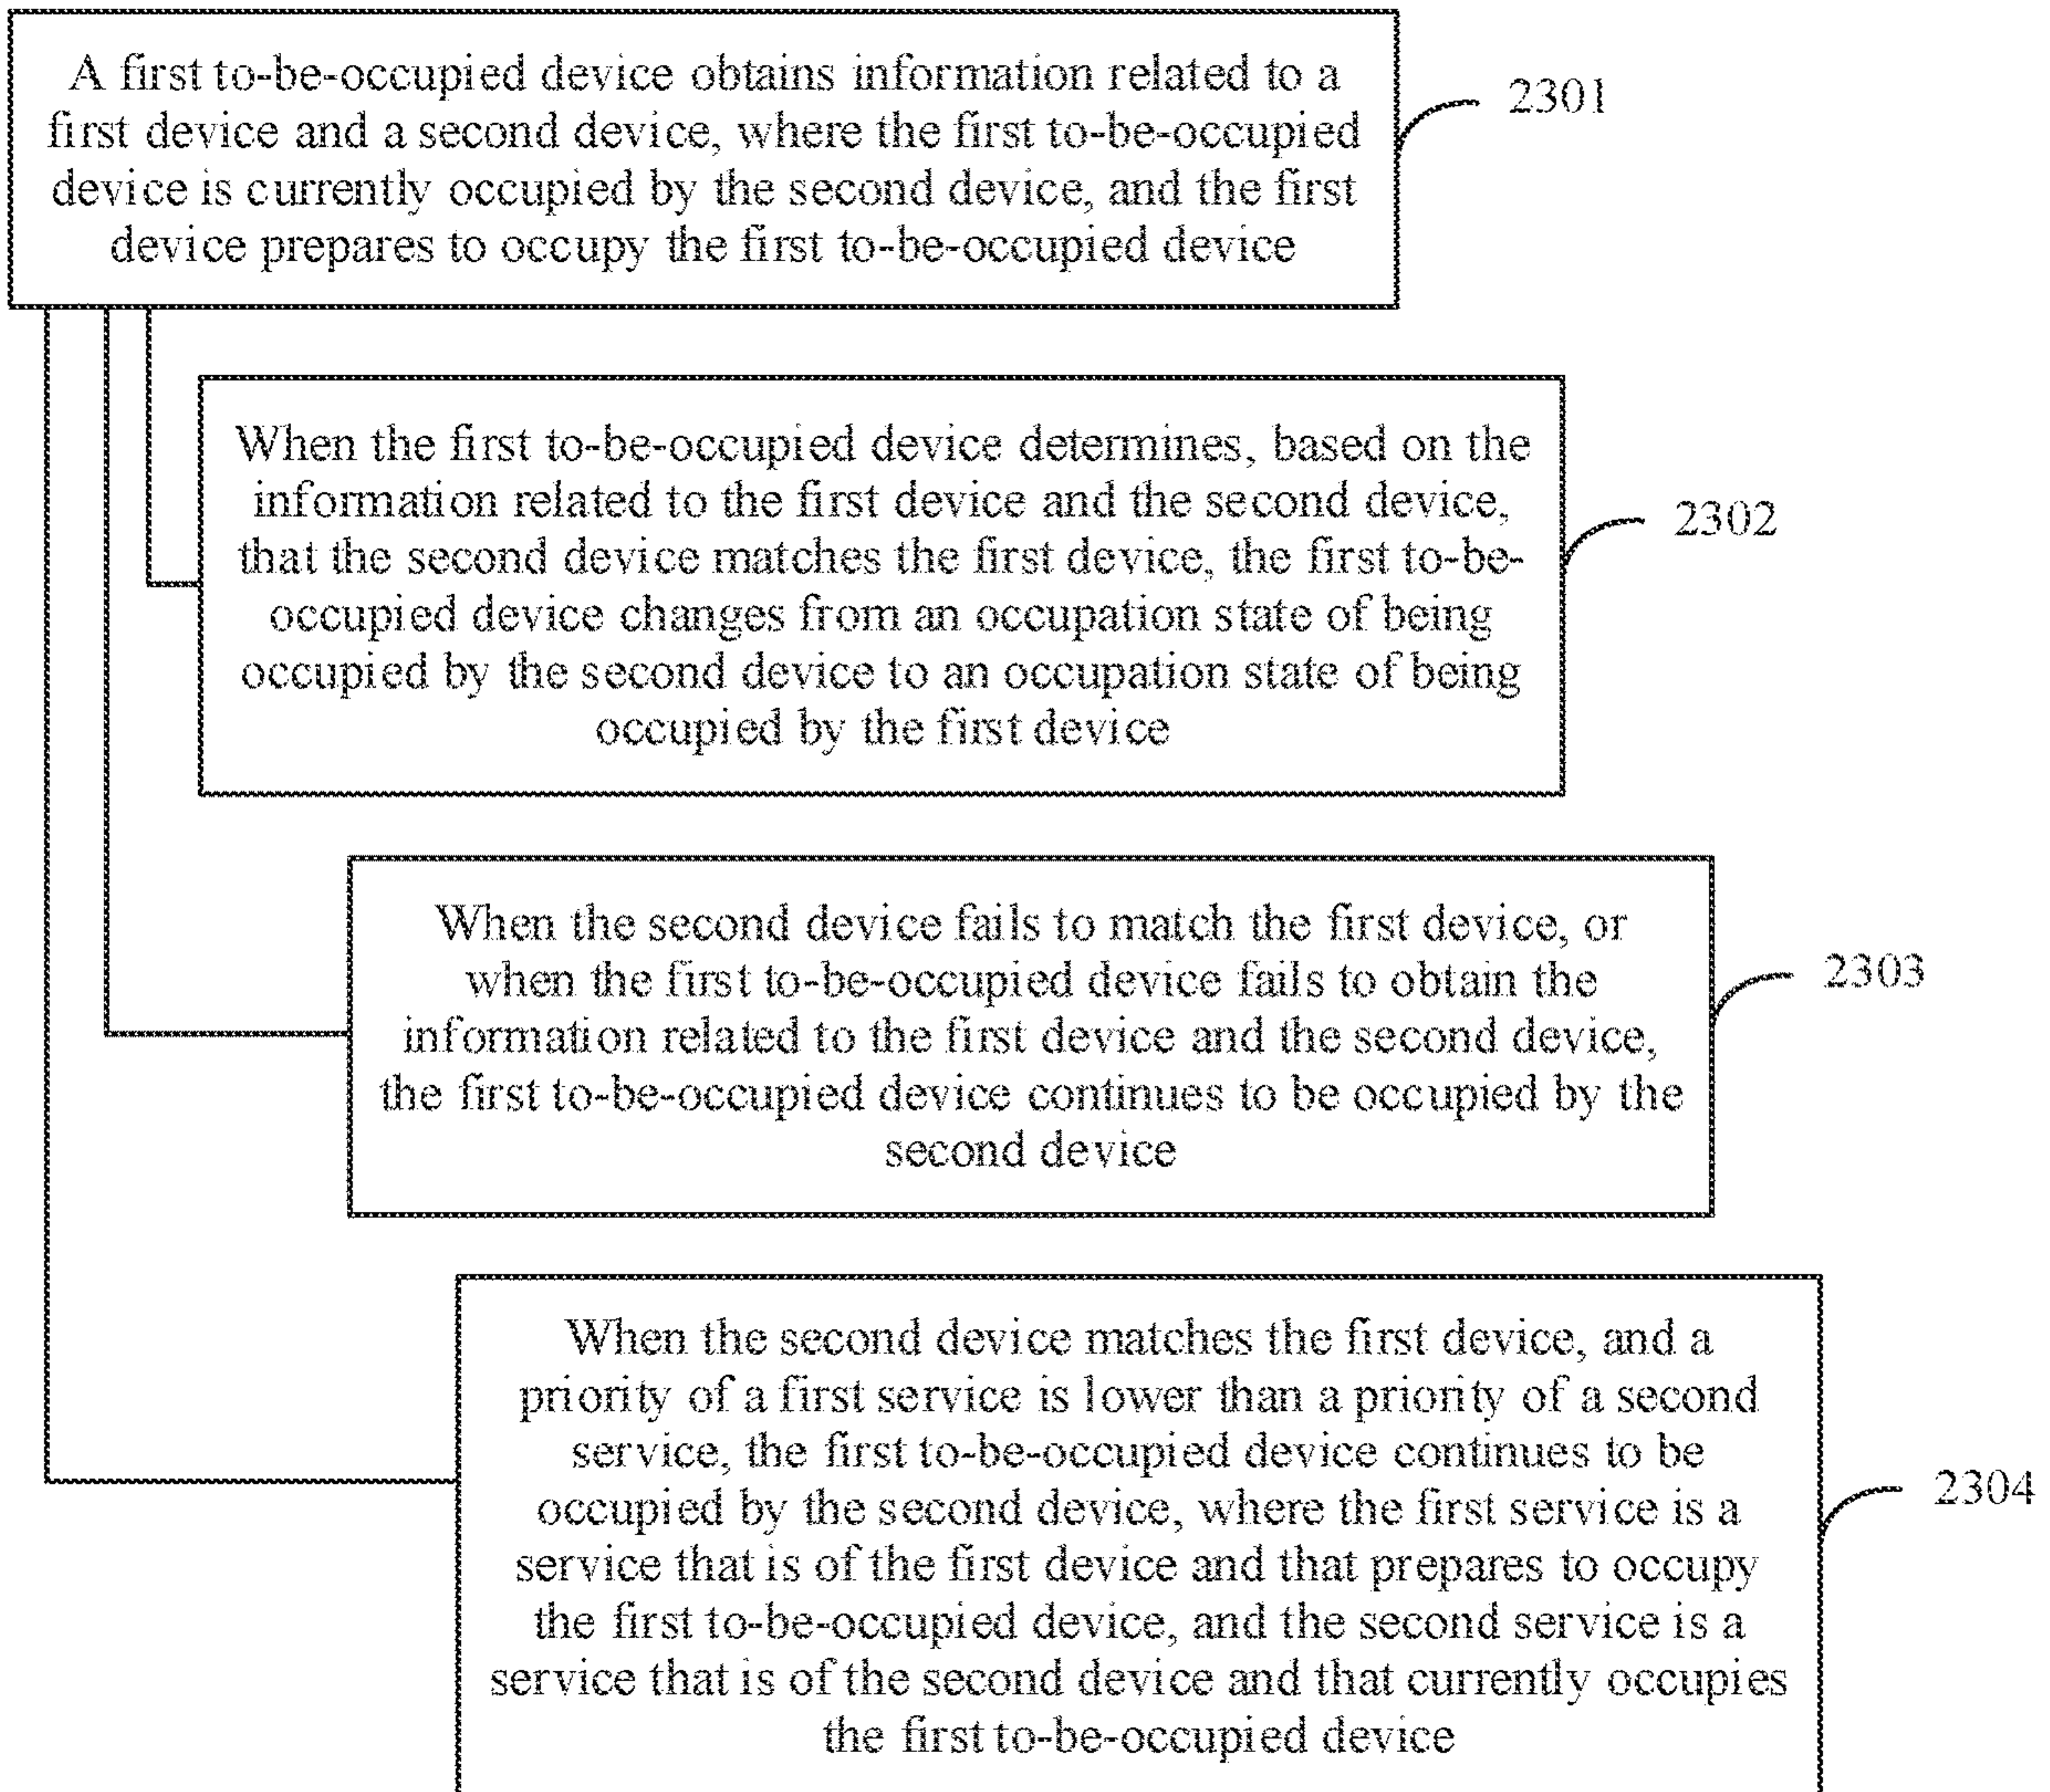 A first to-be-occupied device obtains information related to a
first device and a second device, where the first to-be-occupied
device is currently occupied by the second device, and the first
device prepares to occupy the first to-be-occupied device
2301
When the first to-be-occupied device determines, based on the
information related to the first device and the second device,
that the second device matches the first device, the first to-be-
occupied device changes from an occupation state of being
occupied by the second device to an occupation state of being
occupied by the first device
2302
When the second device fails to match the first device, or
when the first to-be-occupied device fails to obtain the
information related to the first device and the second device,
the first to-be-occupied device continues to be occupied by the
second device
2303
When the second device matches the first device, and a
priority of a first service is lower than a priority of a second
service, the first to-be-occupied device continues to be
occupied by the second device, where the first service is a
service that is of the first device and that prepares to occupy
the first to-be-occupied device, and the second service is a
service that is of the second device and that currently occupies
the first to-be-occupied device
2304